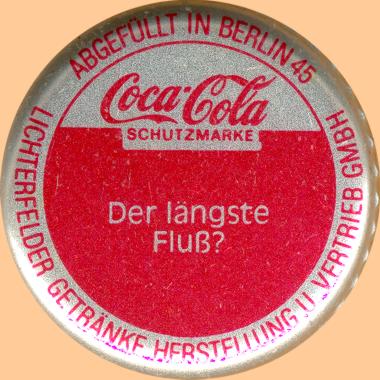 ABGEFÜLLT IN BERLIN 45
Coca-Cola
SCHUTZMARKE
Der längste
Fluß?
LICHTERFELDER GETRÄNKE HERSTELLUNG U VERTRIEB GMBH